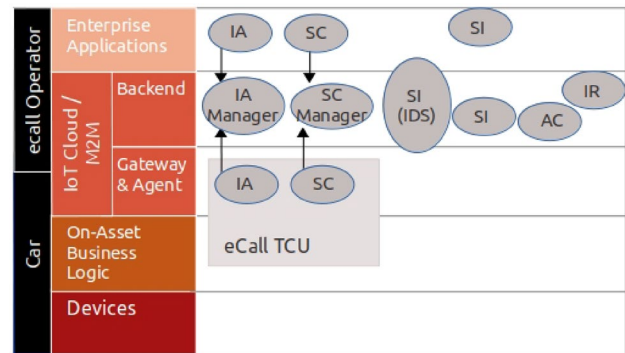 ecall Operator
Car
Enterprise
Applications
IoT Cloud /
M2M
Backend
Gateway
& Agent
On-Asset
Business
Logic
Devices
IA
SC
SI
IA
Manager
SC
Manager
SI
(IDS)
SI
AC
IR
IA
SC
eCall TCU